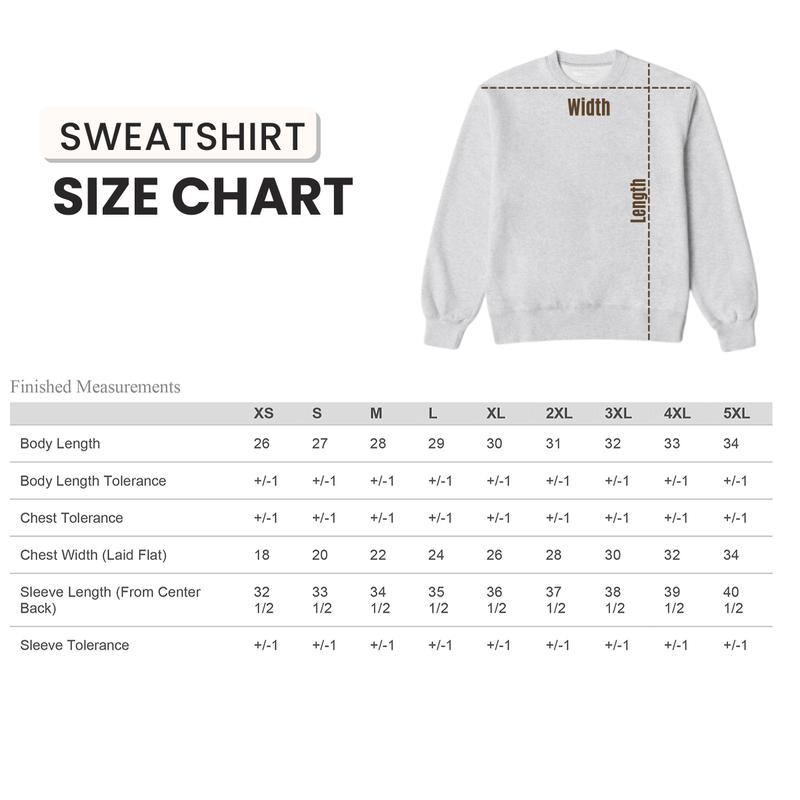 SWEATSHIRT
SIZE CHART
Width
Length
Finished Measurements
XS S M L XL 2XL 3XL 4XL 5XL
Body Length 26 27 28 29 30 31 32 33 34
Body Length Tolerance +/-1 +/-1 +/-1 +/-1 +/-1 +/-1 +/-1 +/-1 +/-1
Chest Tolerance +/-1 +/-1 +/-1 +/-1 +/-1 +/-1 +/-1 +/-1 +/-1
Chest Width (Laid Flat) 18 20 22 24 26 28 30 32 34
Sleeve Length (From Center 32 33 34 35 36 37 38 39 40
Back) 1/2 1/2 1/2 1/2 1/2 1/2 1/2 1/2 1/2
Sleeve Tolerance +/-1 +/-1 +/-1 +/-1 +/-1 +/-1 +/-1 +/-1 +/-1